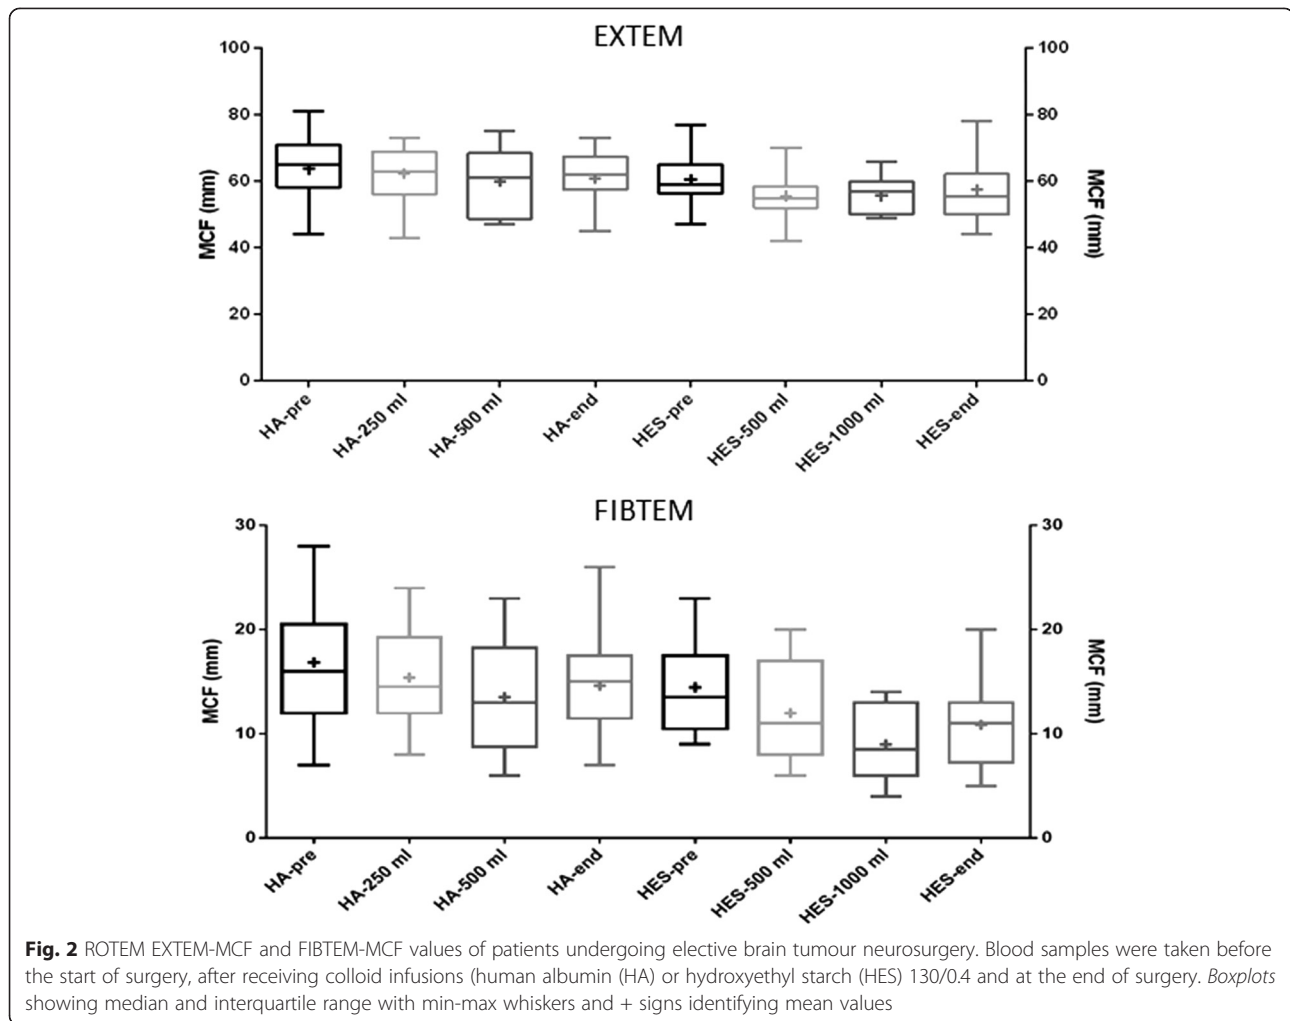 EXTEM
100
80
60
40
20
0
MCF (mm)
100
80
60
40
20
0
MCF (mm)
HA-pre
HA-250 ml
HA-500 ml
HA-end
HES-pre
HES-500 ml
HES-1000 ml
HES-end
FIBTEM
30
20
10
0
MCF (mm)
30
20
10
0
MCF (mm)
HA-pre
HA-250 ml
HA-500 ml
HA-end
HES-pre
HES-500 ml
HES-1000 ml
HES-end
Fig. 2 ROTEM EXTEM-MCF and FIBTEM-MCF values of patients undergoing elective brain tumour neurosurgery. Blood samples were taken before
the start of surgery, after receiving colloid infusions (human albumin (HA) or hydroxyethyl starch (HES) 130/0.4 and at the end of surgery. Boxplots
showing median and interquartile range with min-max whiskers and + signs identifying mean values